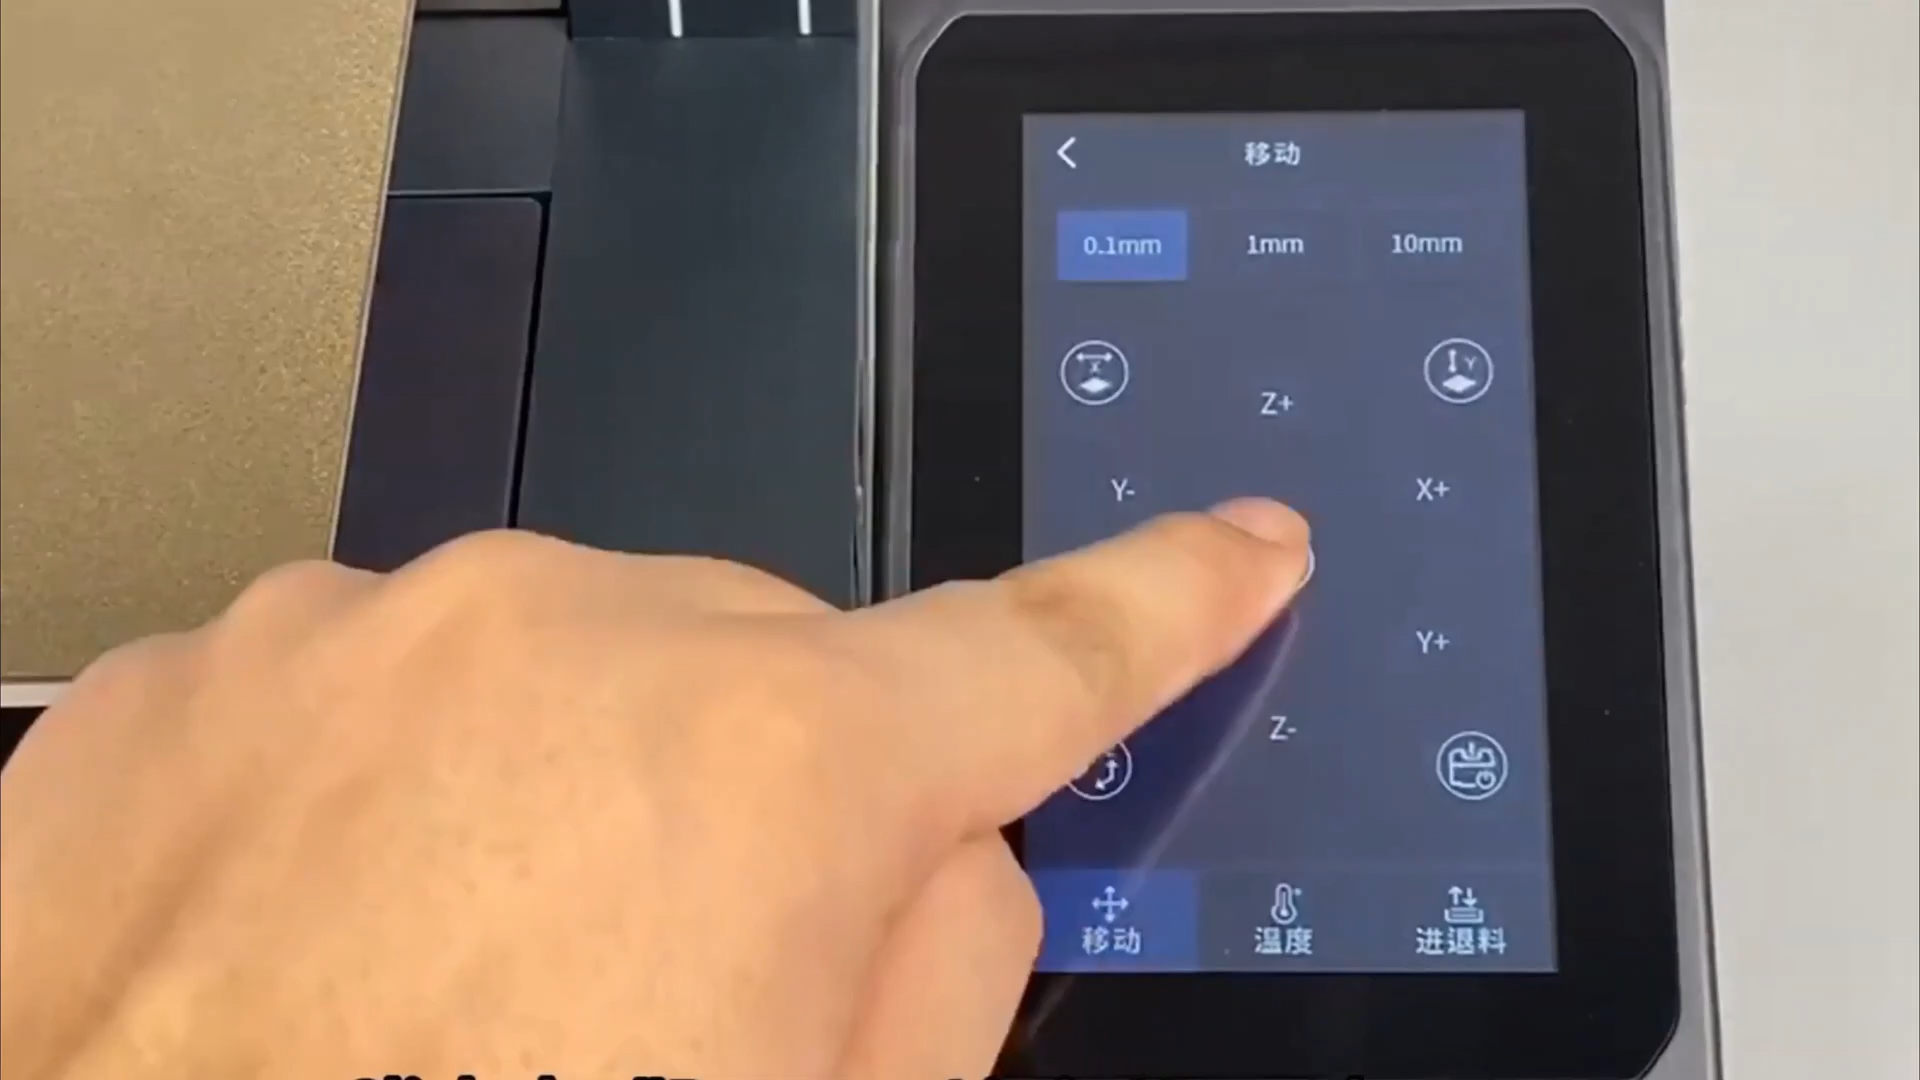 移动
0.1mm 1mm 10mm
X Y
Z+
Y- X+
Y+
Z-
移动 温度 进退料